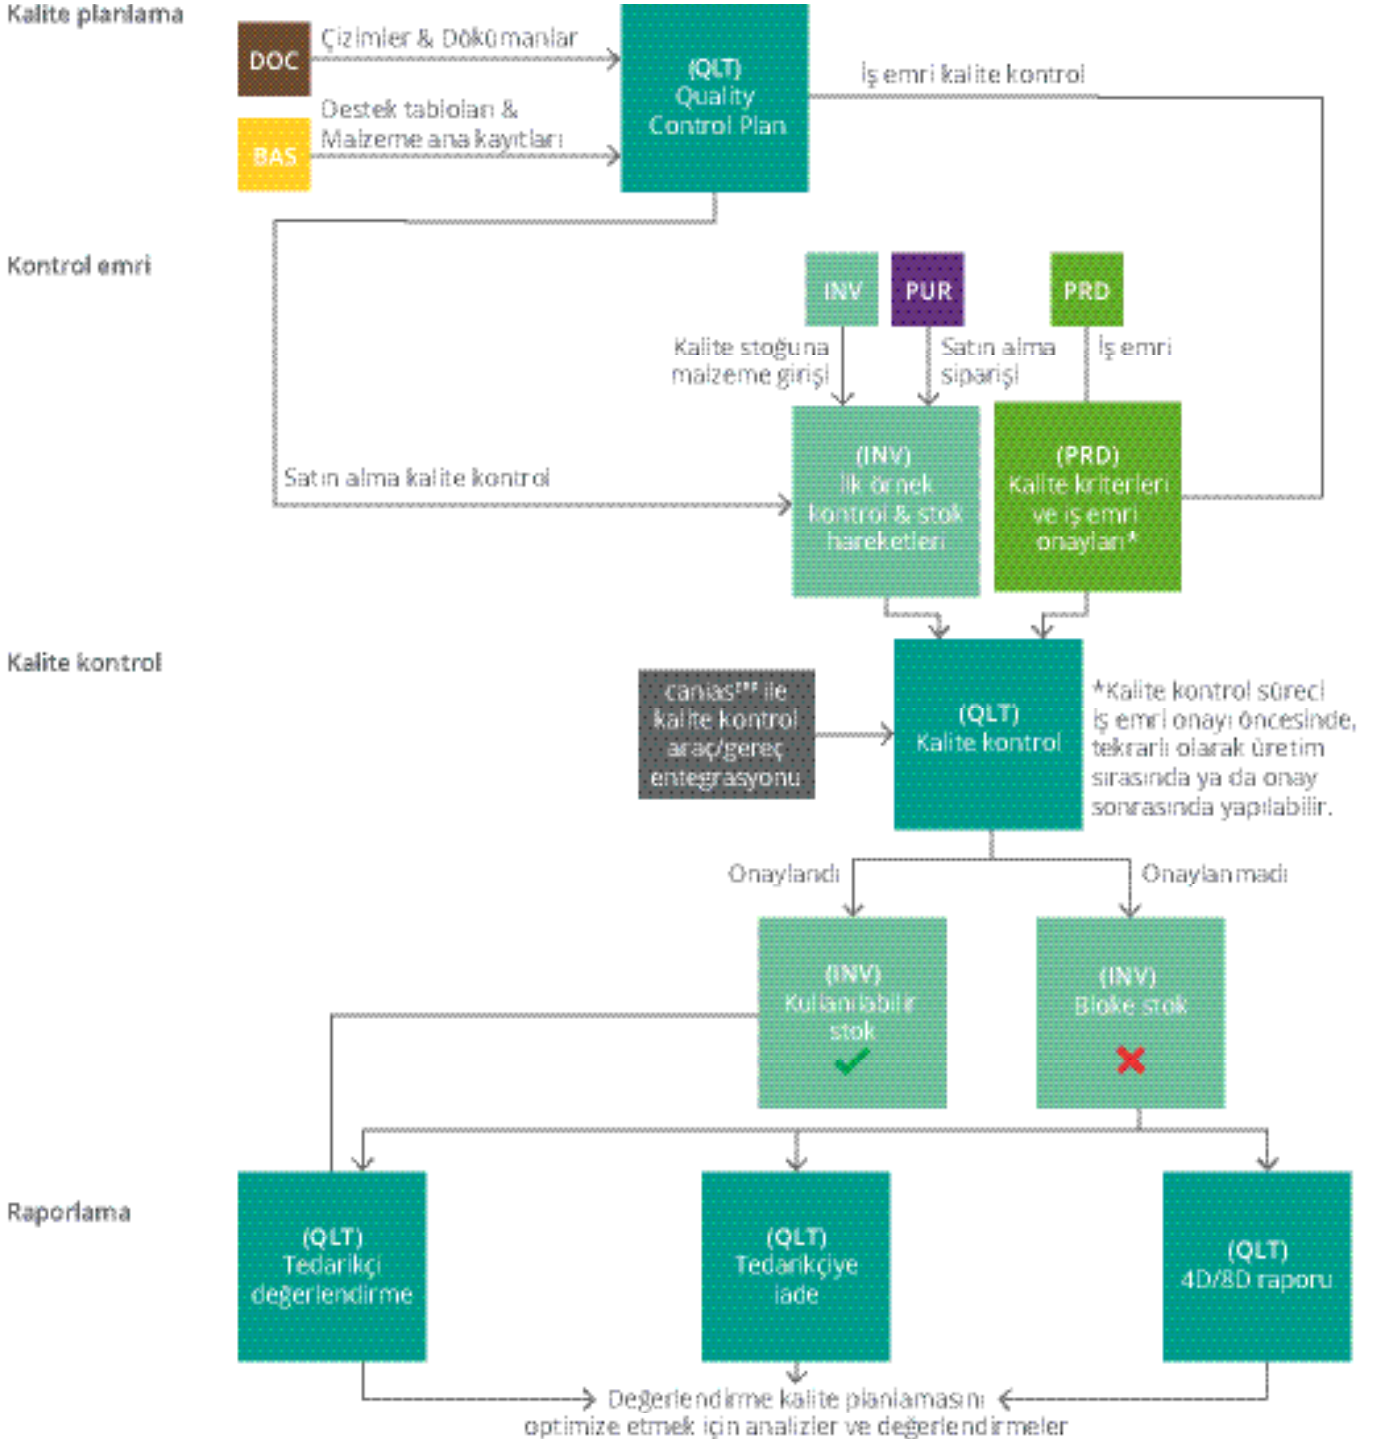 Kalite planlama
DOC
Çizimler & Dökümanlar
BAS
Destek tabloları &
Malzeme ana kayıtları
(QLT)
Quality
Control Plan
İş emri kalite kontrol
Kontrol emri
INV
PUR
PRD
Kalite stoğuna
malzeme girişi
Satın alma
siparişi
İş emri
Satın alma kalite kontrol
(INV)
İlk örnek
kontrol & stok
hareketleri
(PRD)
Kalite kriterleri
ve iş emri
onayları*
Kalite kontrol
caniasᵉʳᵖ ile
kalite kontrol
araç/gereç
entegrasyonu
(QLT)
Kalite kontrol
*Kalite kontrol süreci
iş emri onayı öncesinde,
tekrarlı olarak üretim
sırasında ya da onay
sonrasında yapılabilir.
Onaylandı
Onaylanmadı
(INV)
Kullanılabilir
stok
(INV)
Bloke stok
Raporlama
(QLT)
Tedarikçi
değerlendirme
(QLT)
Tedarikçiye
iade
(QLT)
4D/8D raporu
Değerlendirme kalite planlamasını
optimize etmek için analizler ve değerlendirmeler